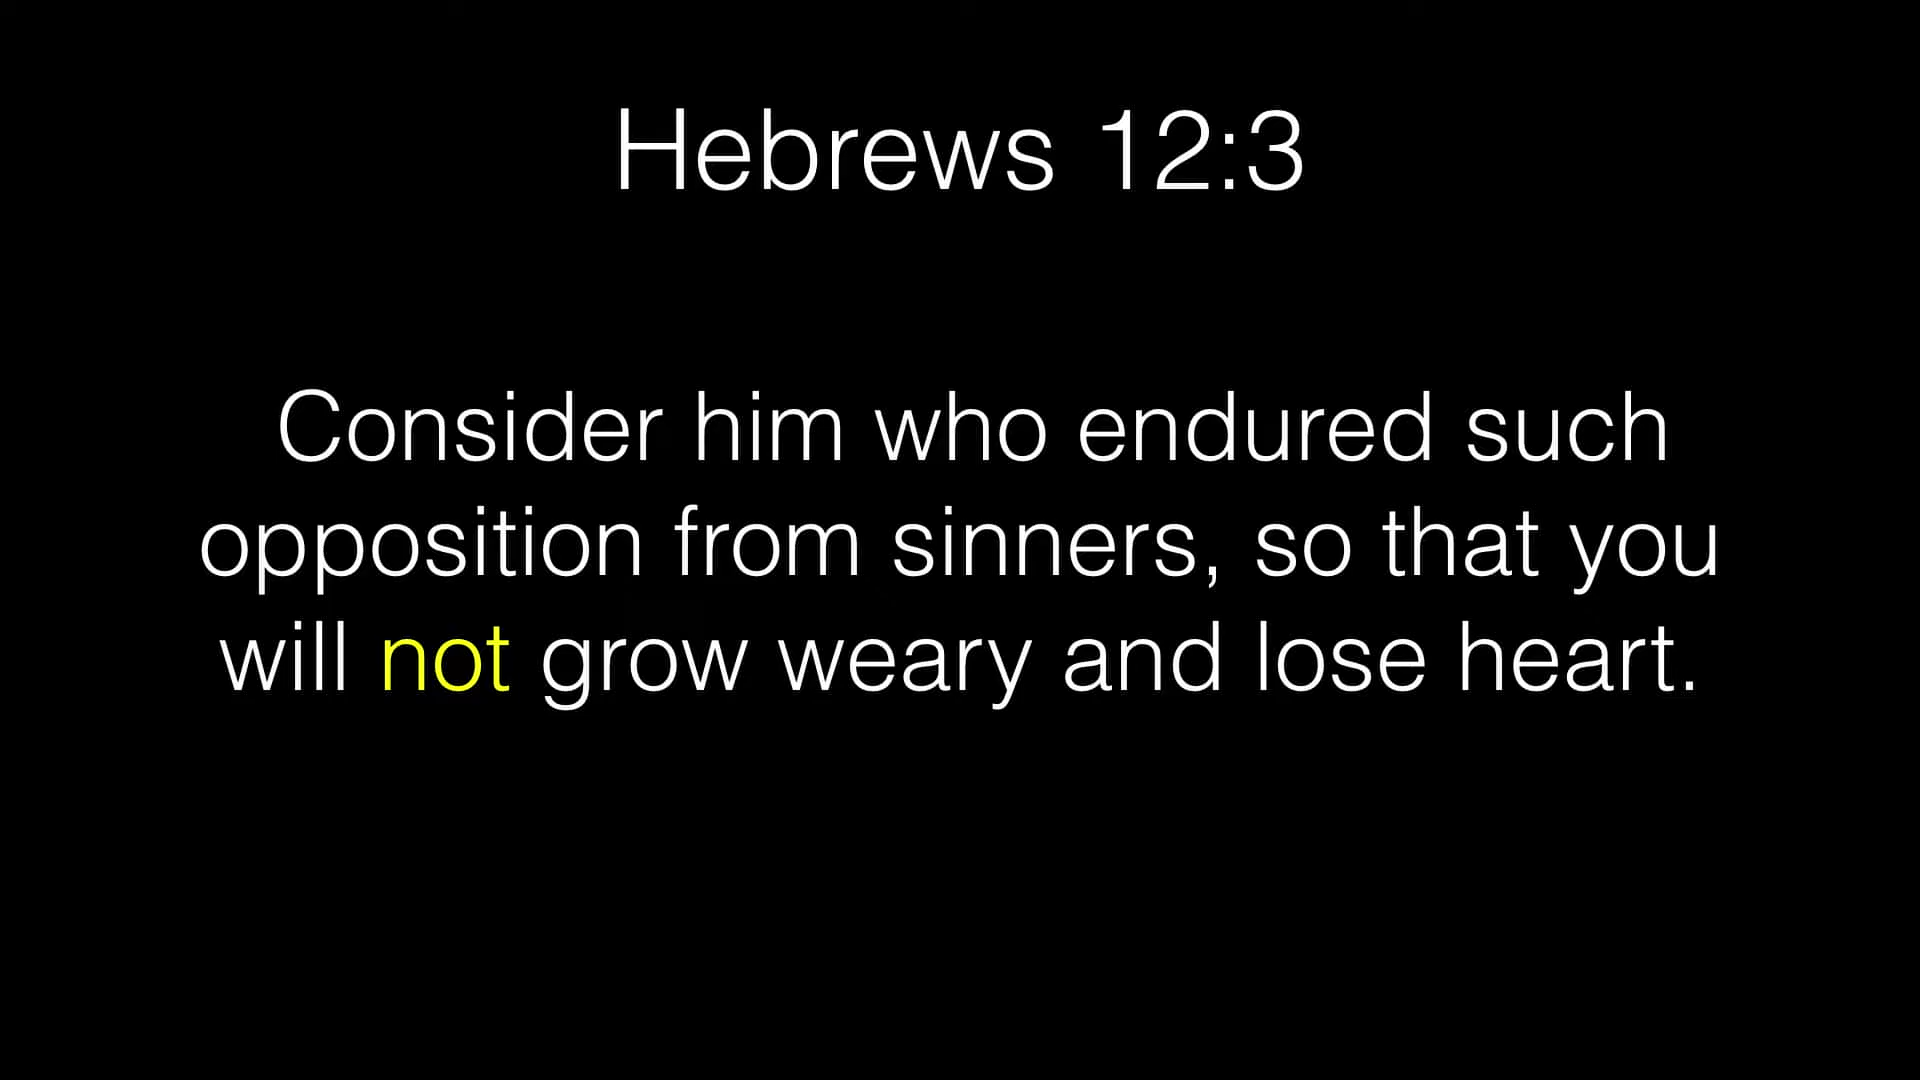 Hebrews 12:3
Consider him who endured such
opposition from sinners, so that you
will not grow weary and lose heart.